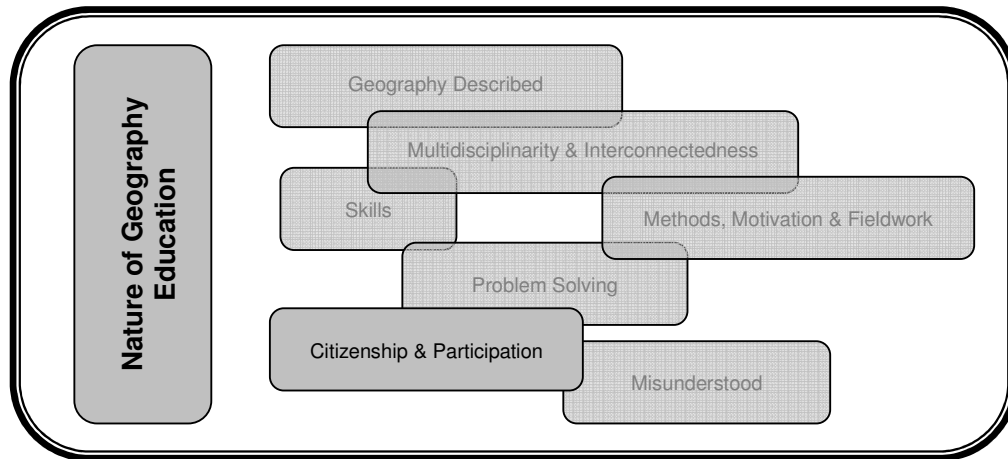 Nature of Geography
Education
Geography Described
Multidisciplinarity & Interconnectedness
Skills
Methods, Motivation & Fieldwork
Problem Solving
Citizenship & Participation
Misunderstood